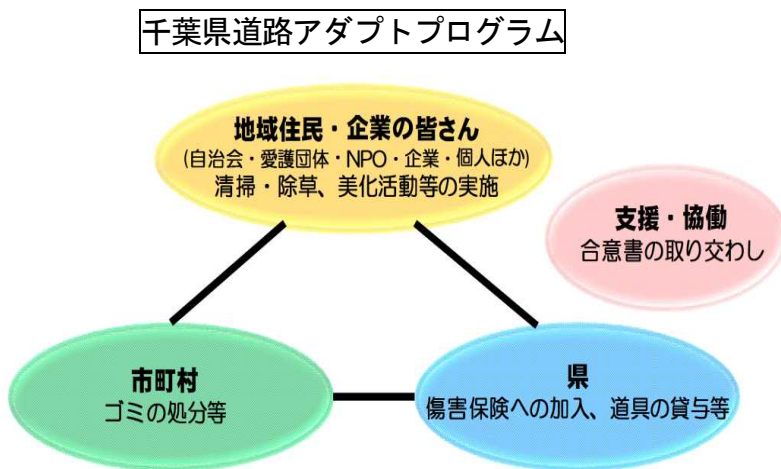 千葉県道路アダプトプログラム
地域住民・企業の皆さん
(自治会・愛護団体・NPO・企業・個人ほか)
清掃・除草、美化活動等の実施
支援・協働
合意書の取り交わし
市町村
ゴミの処分等
県
傷害保険への加入、道具の貸与等